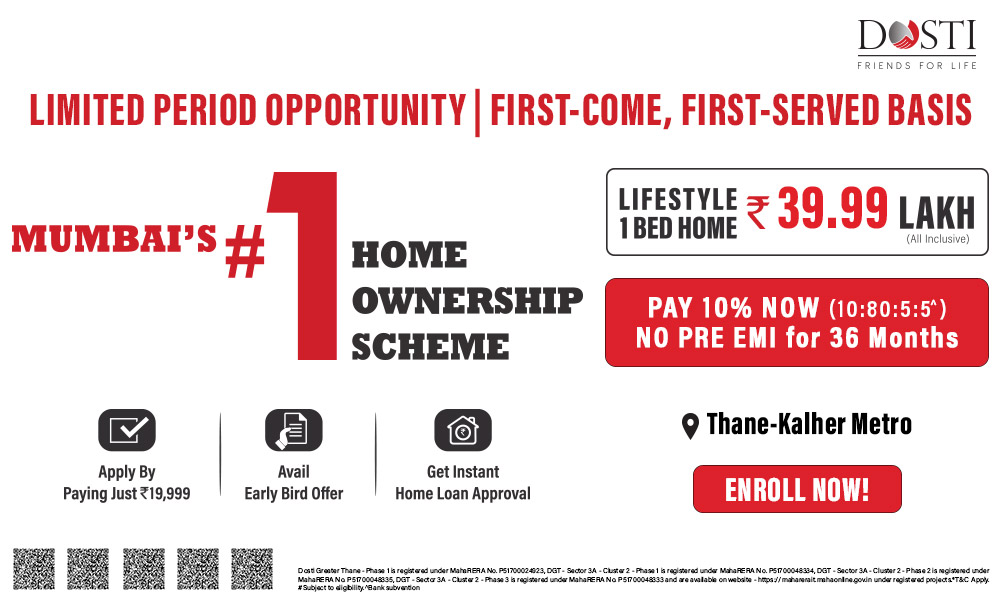 DOSTI
FRIENDS FOR LIFE
LIMITED PERIOD OPPORTUNITY | FIRST-COME, FIRST-SERVED BASIS
MUMBAI'S #1
HOME
OWNERSHIP
SCHEME
LIFESTYLE
1 BED HOME
₹ 39.99 LAKH
(All Inclusive)
PAY 10% NOW (10:80:5:5^)
NO PRE EMI for 36 Months
Apply By
Paying Just ₹19,999
Avail
Early Bird Offer
Get Instant
Home Loan Approval
Thane-Kalher Metro
ENROLL NOW!
Dosti Greater Thane - Phase 1 is registered under MahaRERA No. P51700024923, DGT - Sector 3A - Cluster 2 - Phase 1 is registered under MahaRERA No. P51700048334, DGT - Sector 3A - Cluster 2 - Phase 2 is registered under
MahaRERA No. P51700048335, DGT - Sector 3A - Cluster 2 - Phase 3 is registered under MahaRERA No. P51700048333 and are available on website - https://maharerait.mahaonline.gov.in under registered projects.*T&C Apply.
#Subject to eligibility.^Bank subvention